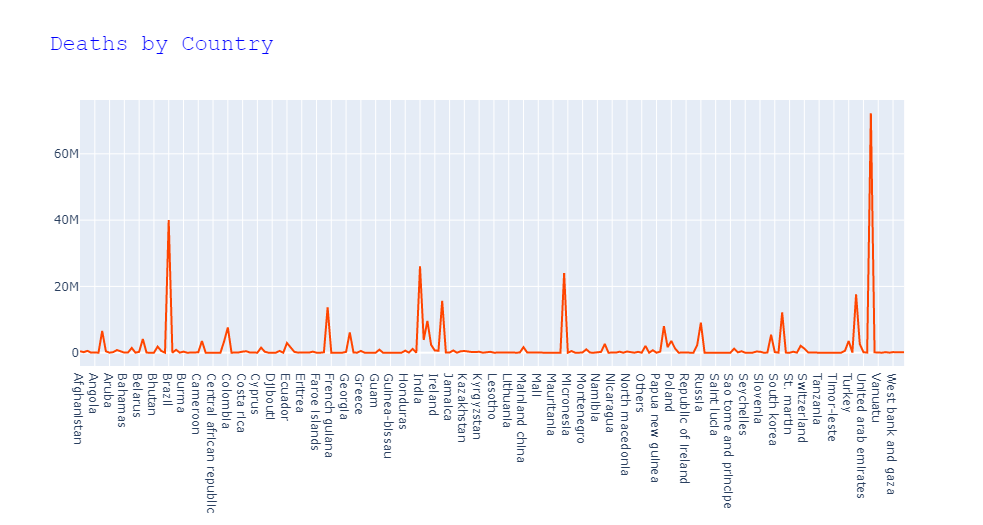 Deaths by Country
60M
40M
20M
0
Afghanistan
Angola
Aruba
Bahamas
Belarus
Bhutan
Brazil
Burma
Cameroon
Central african republic
Colombia
Costa rica
Cyprus
Djibouti
Ecuador
Eritrea
Faroe islands
French guiana
Georgia
Greece
Guam
Guinea-bissau
Honduras
India
Ireland
Jamaica
Kazakhstan
Kyrgyzstan
Lesotho
Lithuania
Mainland china
Mali
Mauritania
Micronesia
Montenegro
Namibia
Nicaragua
North macedonia
Others
Papua new guinea
Poland
Republic of ireland
Russia
Saint lucia
Sao tome and principe
Seychelles
Slovenia
South korea
St. martin
Switzerland
Tanzania
Timor-leste
Turkey
United arab emirates
Vanuatu
West bank and gaza